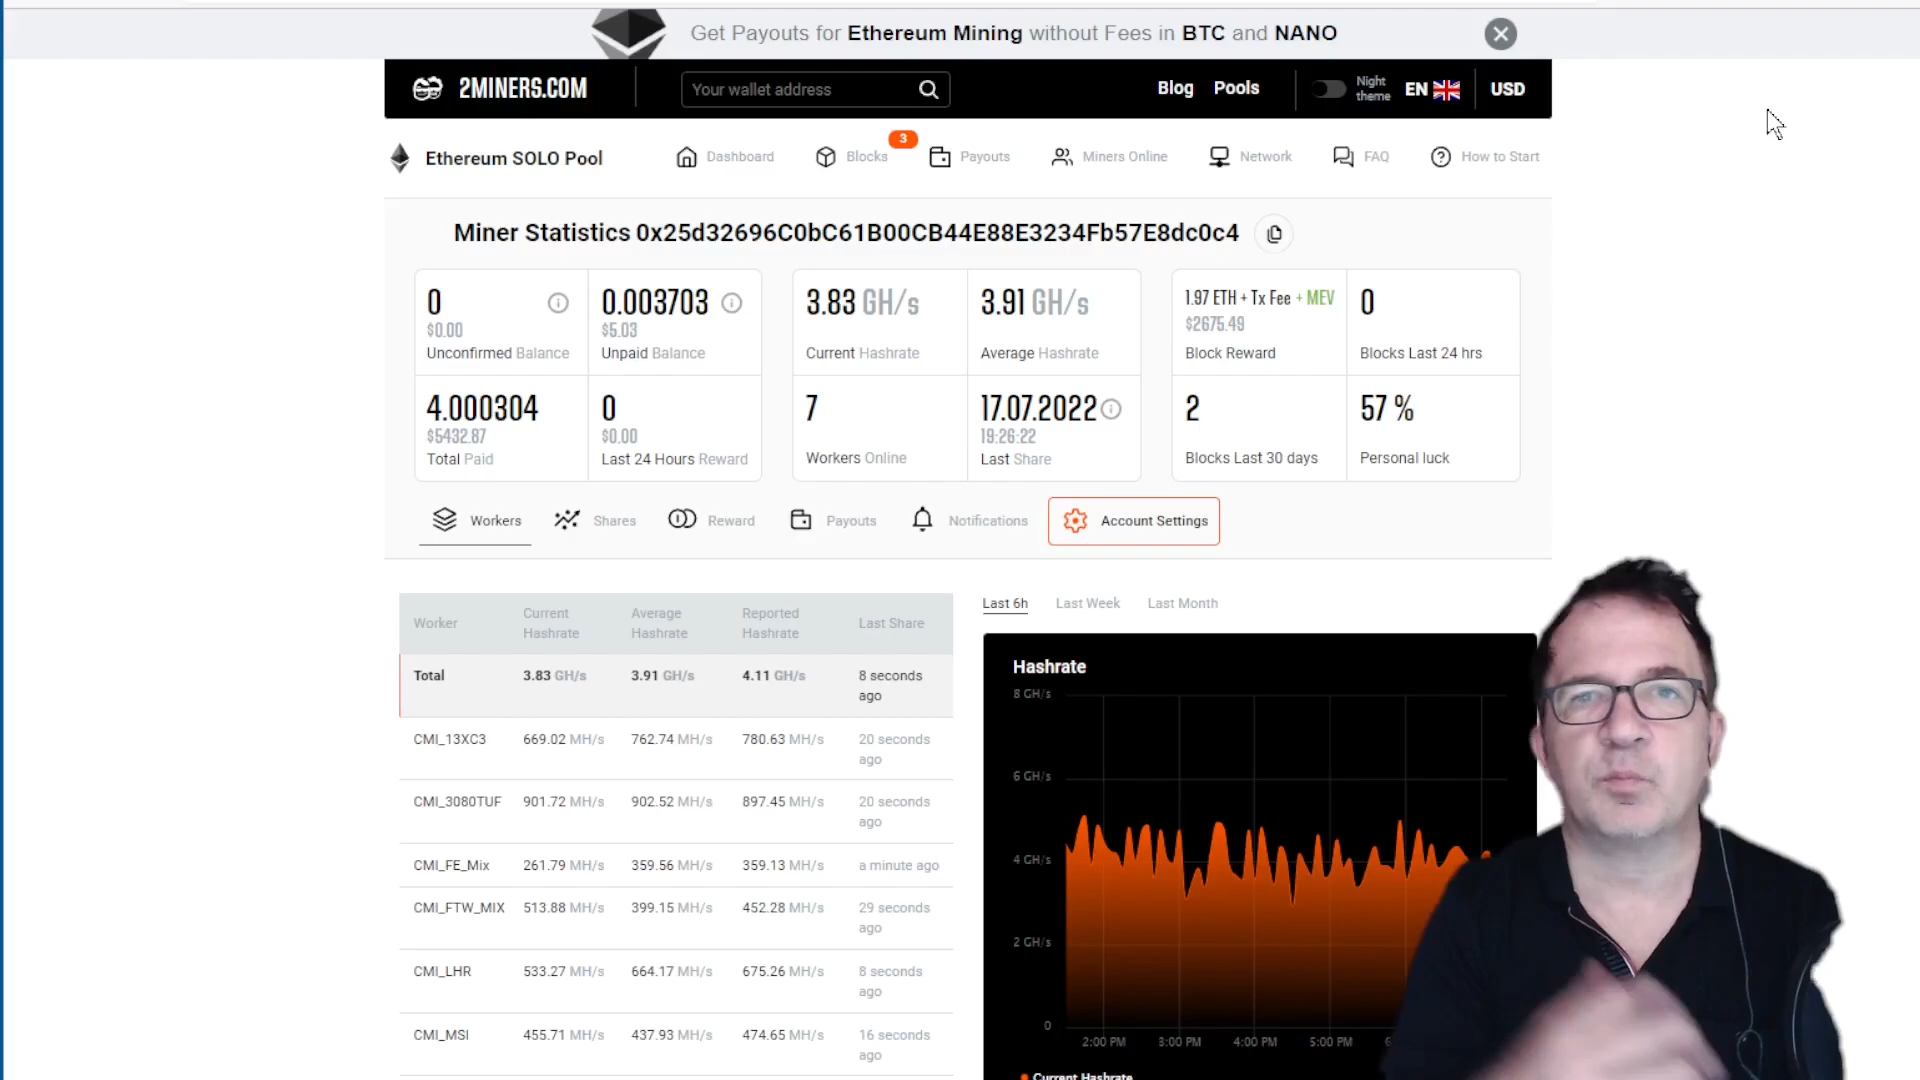 Get Payouts for Ethereum Mining without Fees in BTC and NANO
2MINERS.COM
Your wallet address
Blog
Pools
Night theme
EN
USD
Ethereum SOLO Pool
Dashboard
Blocks
3
Payouts
Miners Online
Network
FAQ
How to Start
Miner Statistics 0x25d32696C0bC61B00CB44E88E3234Fb57E8dc0c4
0
$0.00
Unconfirmed Balance
0.003703
$5.03
Unpaid Balance
3.83 GH/s
Current Hashrate
3.91 GH/s
Average Hashrate
1.97 ETH + Tx Fee + MEV
$2675.49
Block Reward
0
Blocks Last 24 hrs
4.000304
$5432.87
Total Paid
0
$0.00
Last 24 Hours Reward
7
Workers Online
17.07.2022
19:26:22
Last Share
2
Blocks Last 30 days
57 %
Personal luck
Workers
Shares
Reward
Payouts
Notifications
Account Settings
Worker Current Hashrate Average Hashrate Reported Hashrate Last Share
Total 3.83 GH/s 3.91 GH/s 4.11 GH/s 8 seconds ago
CMI_13XC3 669.02 MH/s 762.74 MH/s 780.63 MH/s 20 seconds ago
CMI_3080TUF 901.72 MH/s 902.52 MH/s 897.45 MH/s 20 seconds ago
CMI_FE_Mix 261.79 MH/s 359.56 MH/s 359.13 MH/s a minute ago
CMI_FTW_MIX 513.88 MH/s 399.15 MH/s 452.28 MH/s 29 seconds ago
CMI_LHR 533.27 MH/s 664.17 MH/s 675.26 MH/s 8 seconds ago
CMI_MSI 455.71 MH/s 437.93 MH/s 474.65 MH/s 16 seconds ago
Last 6h
Last Week
Last Month
Hashrate
8 GH/s
6 GH/s
4 GH/s
2 GH/s
0
2:00 PM
3:00 PM
4:00 PM
5:00 PM
Current Hashrate